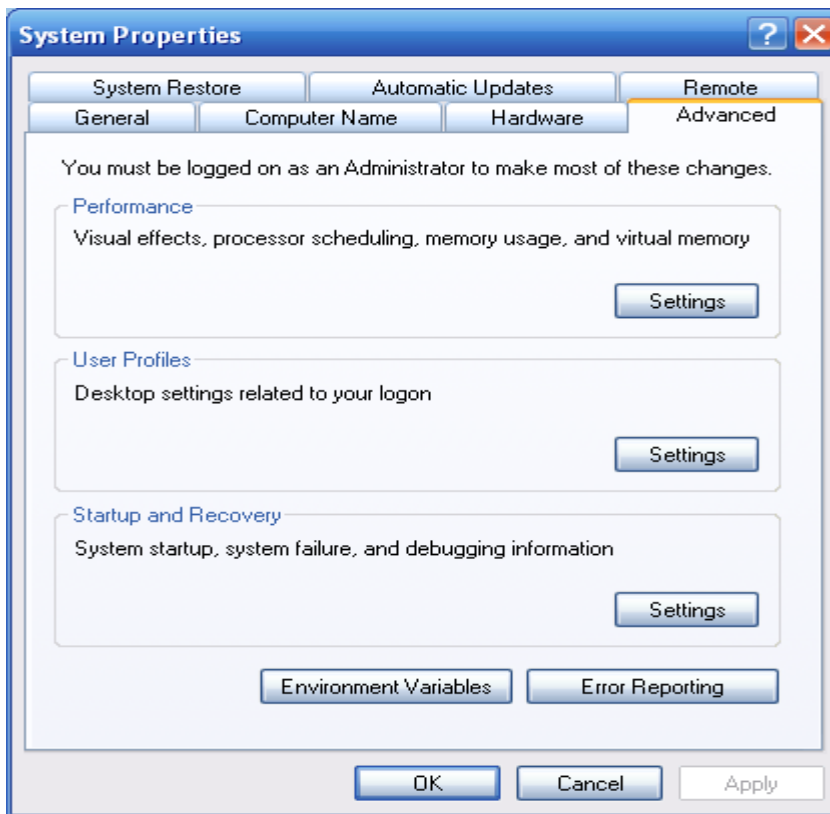 System Properties
?
System Restore Automatic Updates Remote
General Computer Name Hardware Advanced
You must be logged on as an Administrator to make most of these changes.
Performance
Visual effects, processor scheduling, memory usage, and virtual memory
Settings
User Profiles
Desktop settings related to your logon
Settings
Startup and Recovery
System startup, system failure, and debugging information
Settings
Environment Variables Error Reporting
OK Cancel Apply